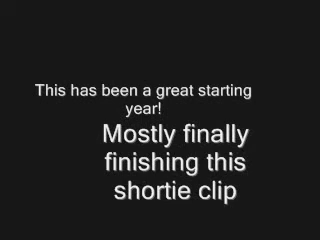 This has been a great starting
year!
Mostly finally
finishing this
shortie clip